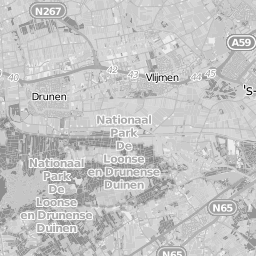 N267
A59
40
42
43
44
45
Vlijmen
Drunen
's-
Nationaal
Park
De
Loonse
en Drunense
Duinen
Nationaal
Park
De
Loonse
en Drunense
Duinen
N65
N65